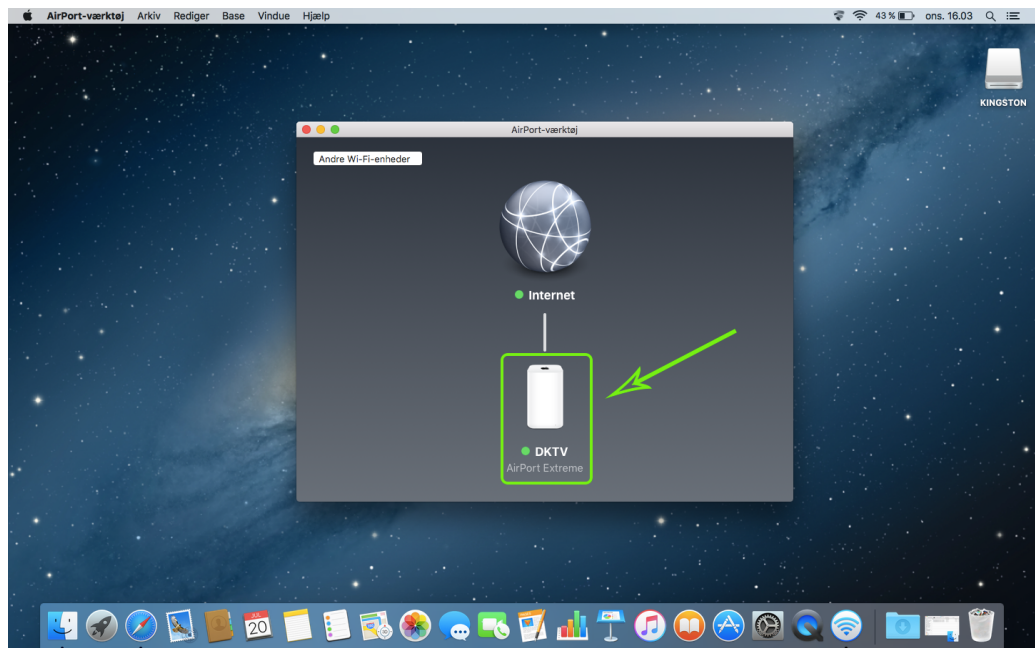 AirPort-værktøj Arkiv Rediger Base Vindue Hjælp 43 % ons. 16.03
KINGSTON
AirPort-værktøj
Andre Wi-Fi-enheder
Internet
DKTV
AirPort Extreme
20